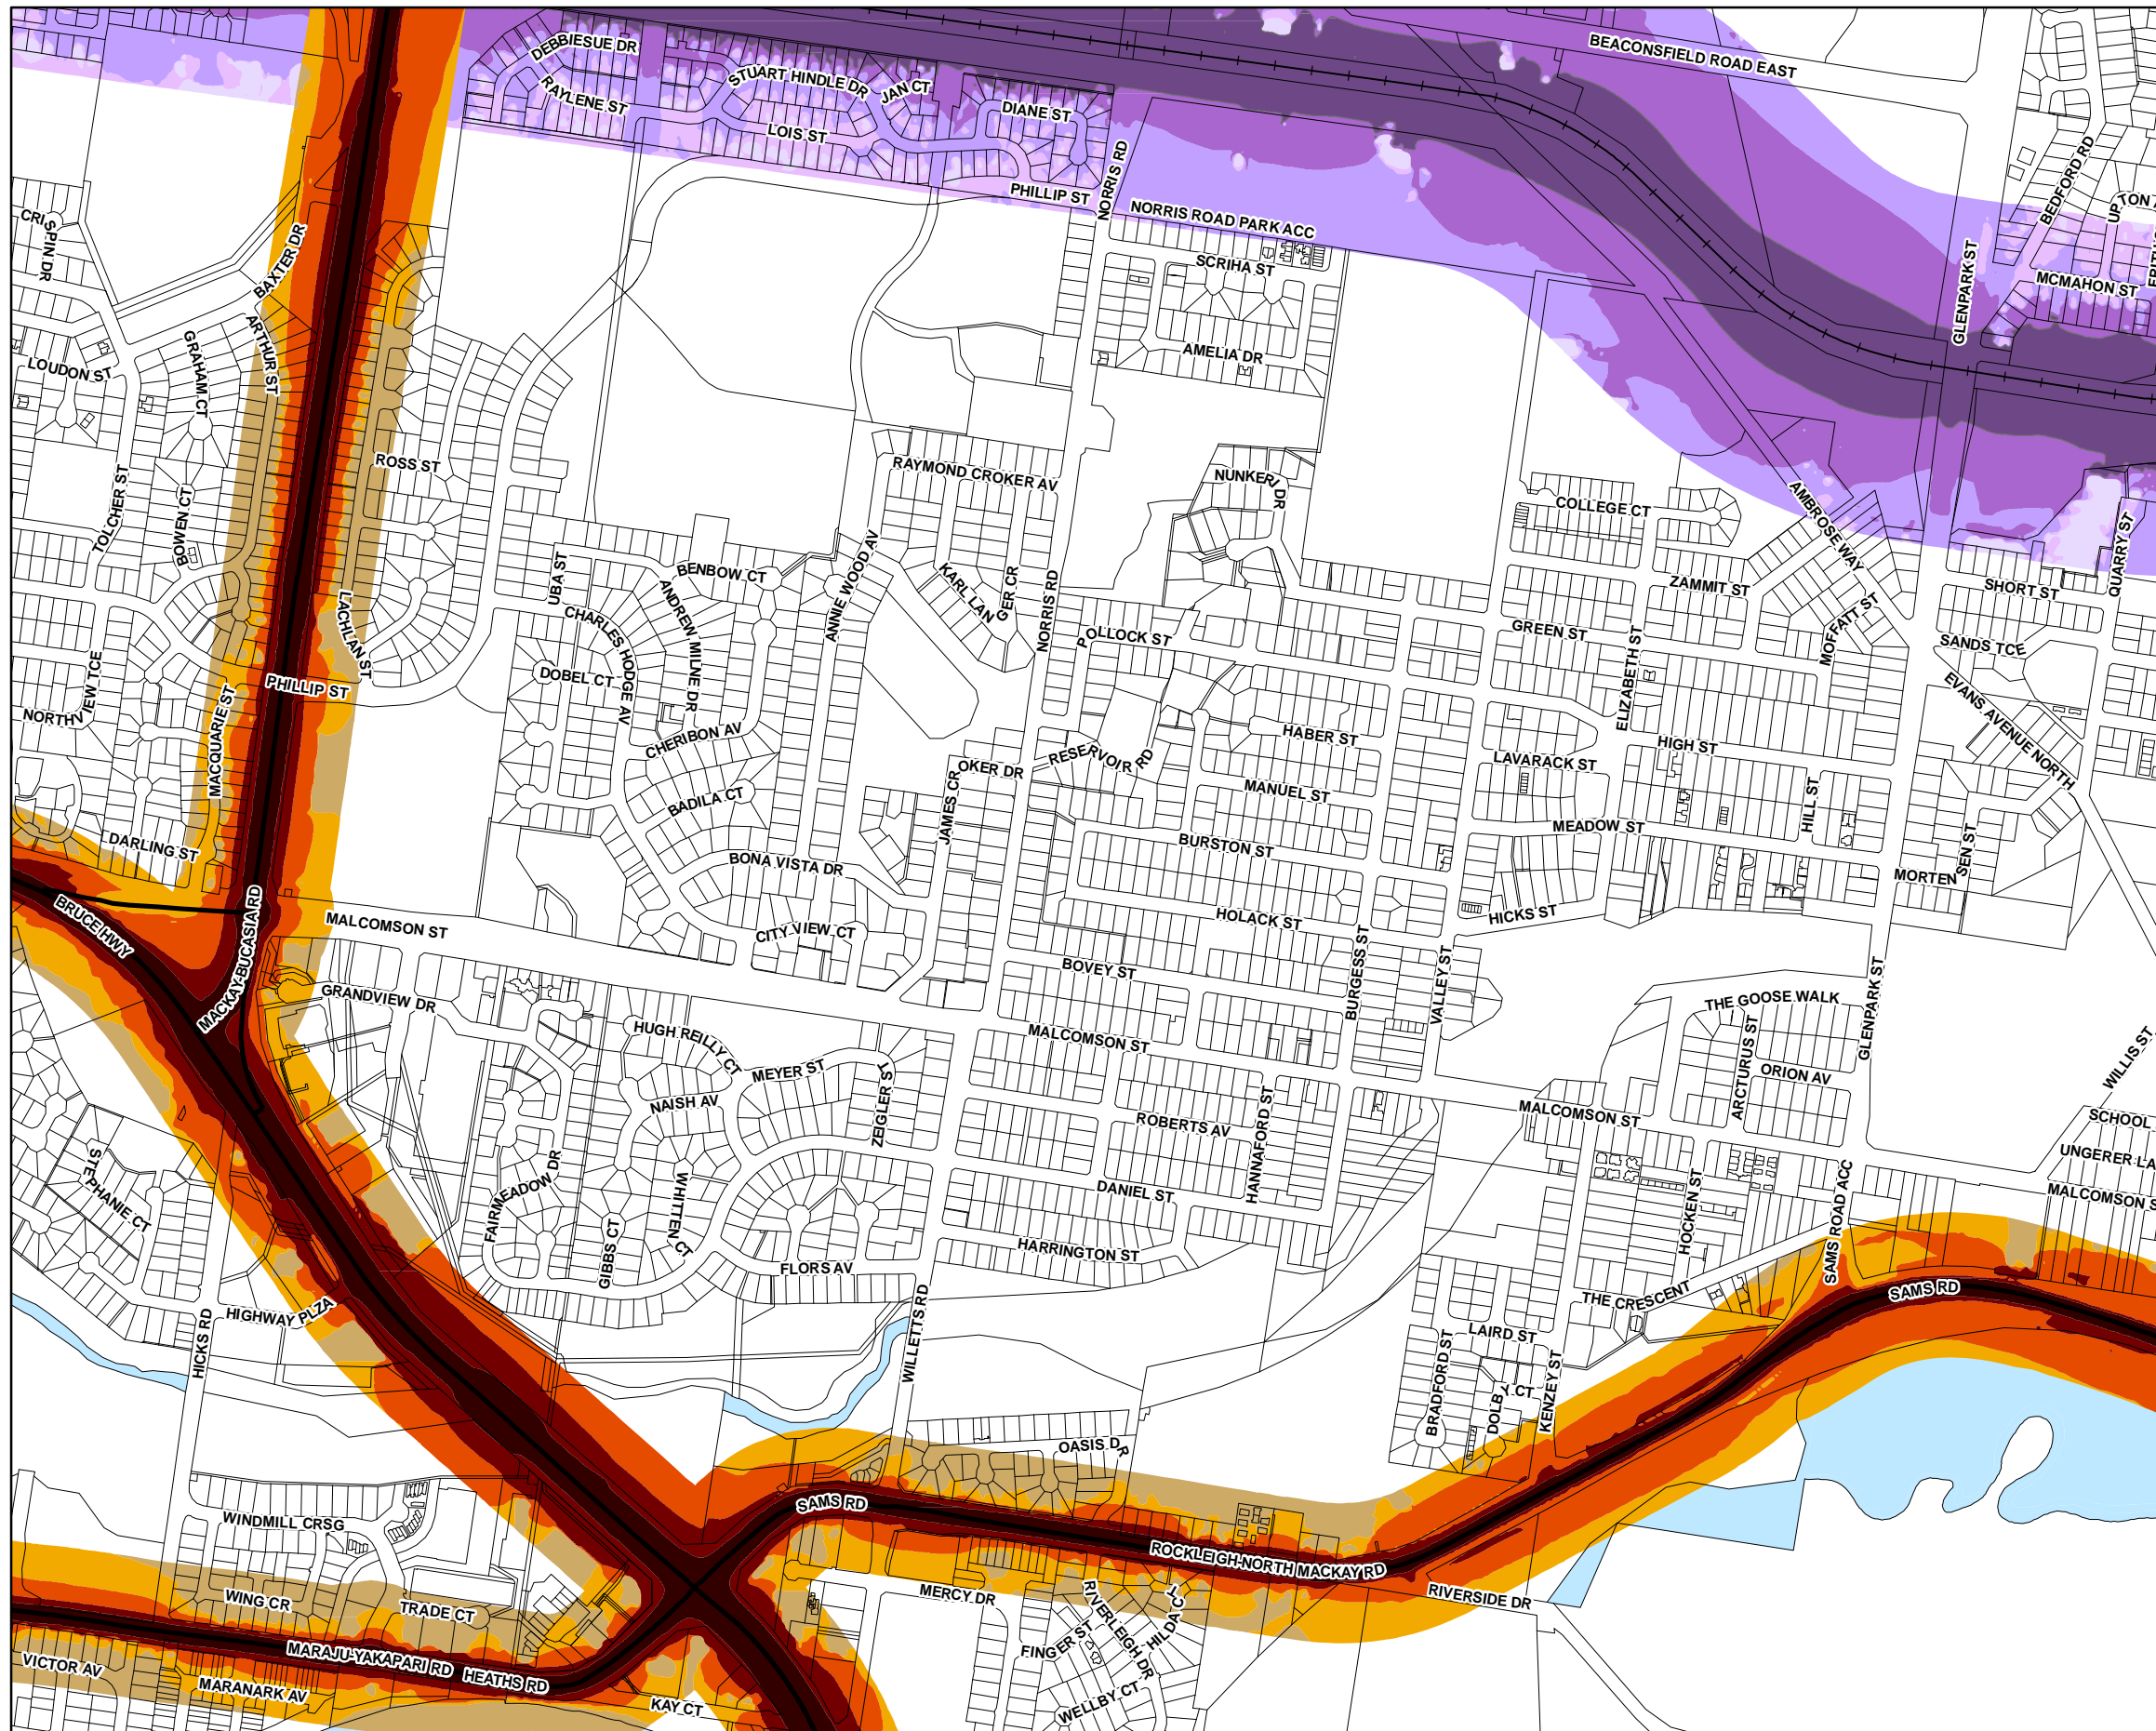 BEACONSFIELD ROAD EAST
DEBBIESUE DR
STUART HINDLE DR
JAN CT
RAYLENE ST
LOIS ST
DIANE ST
PHILLIP ST
NORRIS RD
NORRIS ROAD PARK ACC
BEDFORD RD
MCMAHON ST
GLENPARK ST
SPIN DR
BAXTER DR
SCRIHA ST
AMELIA DR
ARTHUR ST
GRAHAM CT
LOUDON ST
ROSS ST
TOLCHER ST
BOWEN CT
RAYMOND CROKER AV
NUNKERI DR
COLLEGE CT
AMBROSE WAY
QUARRY ST
UBA ST
BENBOW CT
ANNIE WOOD AV
KARL LANGER CR
NORRIS RD
ZAMMIT ST
SHORT ST
LACHLAN ST
CHARLES HODGE AV
ANDREW MILNE DR
POLLOCK ST
GREEN ST
ELIZABETH ST
MOFFATT ST
SANDS TCE
NORTHVIEW TCE
MACQUARIE ST
PHILLIP ST
DOBEL CT
CHERIBON AV
EVANS AVENUE NORTH
HABER ST
HIGH ST
RESERVOIR RD
OKER DR
JAMES CR
LAVARACK ST
BADILA CT
MANUEL ST
HILL ST
MEADOW ST
DARLING ST
BONA VISTA DR
BURSTON ST
MORTENSEN ST
BRUCE HWY
MACKAY-BUCASIA RD
MALCOMSON ST
CITY VIEW CT
HOLACK ST
HICKS ST
BURGESS ST
VALLEY ST
BOVEY ST
GRANDVIEW DR
HUGH REILLY CT
MALCOMSON ST
THE GOOSE WALK
GLENPARK ST
ARCTURUS ST
ORION AV
WILLIS ST
MEYER ST
ZEIGLER ST
NAISH AV
ROBERTS AV
HANNAFORD ST
MALCOMSON ST
SCHOOL
UNGERER LA
MALCOMSON S
STEPHANIE CT
FAIRMEADOW DR
WHITTEN CT
GIBBS CT
DANIEL ST
HOCKEN ST
SAMS ROAD ACC
FLORS AV
HARRINGTON ST
SAMS RD
THE CRESCENT
HIGHWAY PLZA
HICKS RD
WILLETTS RD
LAIRD ST
BRADFORD ST
DOLBY CT
KENZEY ST
OASIS DR
SAMS RD
WINDMILL CRSG
ROCKLEIGH-NORTH MACKAY RD
RIVERSIDE DR
WING CR
TRADE CT
MERCY DR
RIVERLEIGH DR
HILDA CT
FINGER ST
MARAJU-YAKAPARI RD
HEATHS RD
VICTOR AV
MARANARK AV
KAY CT
WELLBY CT